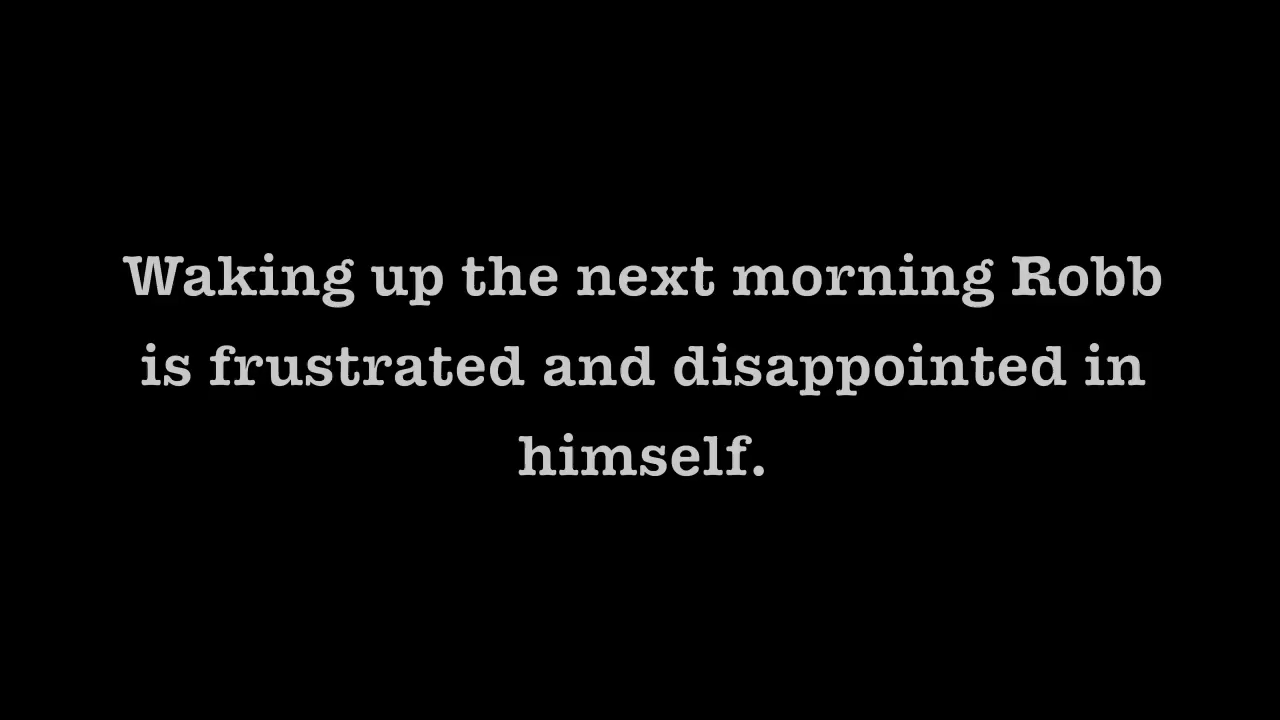 Waking up the next morning Robb
is frustrated and disappointed in
himself.